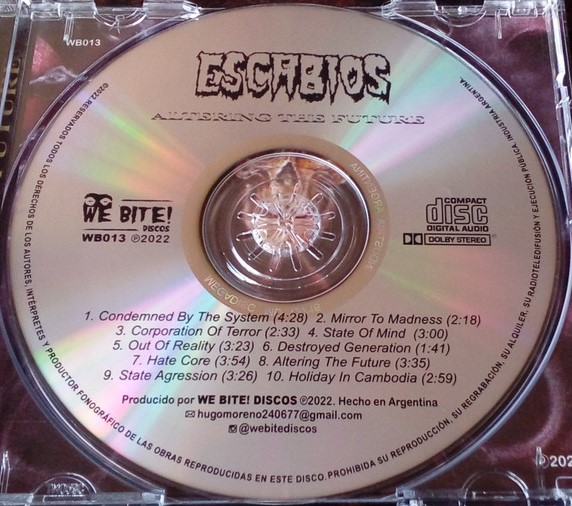 WB013
ESCABIOS
ALTERING THE FUTURE
WE BITE!
DISCOS
WB013 ℗2022
COMPACT
disc
DIGITAL AUDIO
DOLBY STEREO
1. Condemned By The System (4:28) 2. Mirror To Madness (2:18)
3. Corporation Of Terror (2:33) 4. State Of Mind (3:00)
5. Out Of Reality (3:23) 6. Destroyed Generation (1:41)
7. Hate Core (3:54) 8. Altering The Future (3:35)
9. State Agression (3:26) 10. Holiday In Cambodia (2:59)
Producido por WE BITE! DISCOS ℗2022. Hecho en Argentina
hugomoreno240677@gmail.com
@webitediscos
©2022.RESERVADOS TODOS LOS DERECHOS DE LOS AUTORES, INTERPRETES Y PRODUCTOR FONOGRÁFICO DE LAS OBRAS REPRODUCIDAS EN ESTE DISCO.PROHIBIDA SU REGRABACIÓN, SU ALQUILER, SU RADIOTELEDIFUSIÓN Y EJECUCIÓN PUBLICA. INDUSTRIA ARGENTINA.